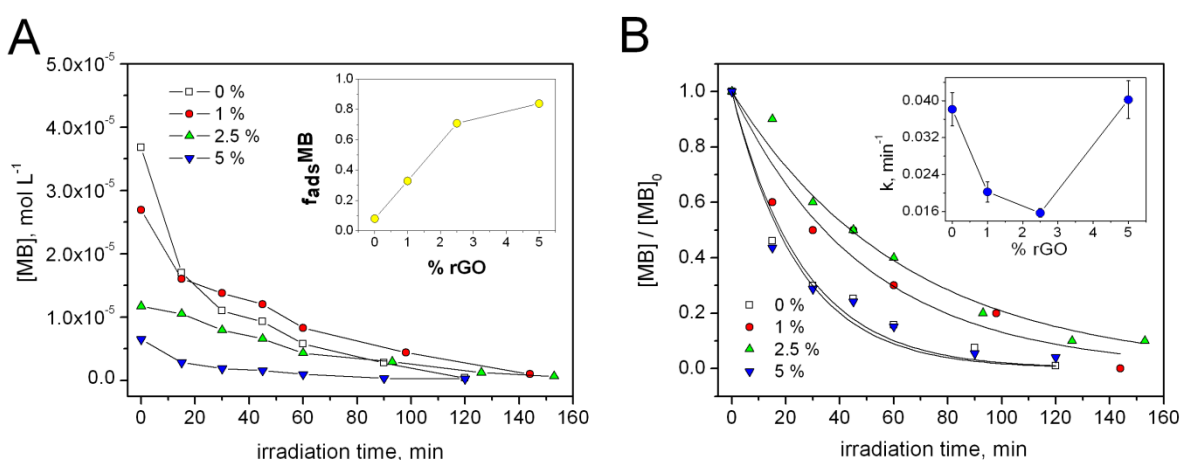 A
[MB], mol L⁻¹
5.0x10⁻⁵
4.0x10⁻⁵
3.0x10⁻⁵
2.0x10⁻⁵
1.0x10⁻⁵
0.0
0 20 40 60 80 100 120 140 160
irradiation time, min
0 %
1 %
2.5 %
5 %
f_ads^MB
1.0
0.8
0.6
0.4
0.2
0.0
0 1 2 3 4 5
% rGO
B
[MB] / [MB]₀
1.0
0.8
0.6
0.4
0.2
0.0
0 20 40 60 80 100 120 140 160
irradiation time, min
0 %
1 %
2.5 %
5 %
k, min⁻¹
0.040
0.032
0.024
0.016
0 1 2 3 4 5
% rGO